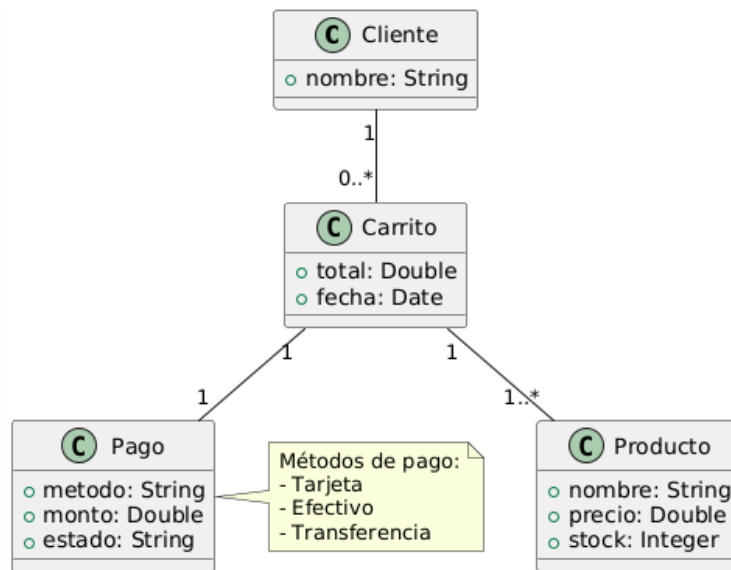 C Cliente
nombre: String
1
0..*
C Carrito
total: Double
fecha: Date
1
1
1
1..*
C Pago
metodo: String
monto: Double
estado: String
Métodos de pago:
- Tarjeta
- Efectivo
- Transferencia
C Producto
nombre: String
precio: Double
stock: Integer